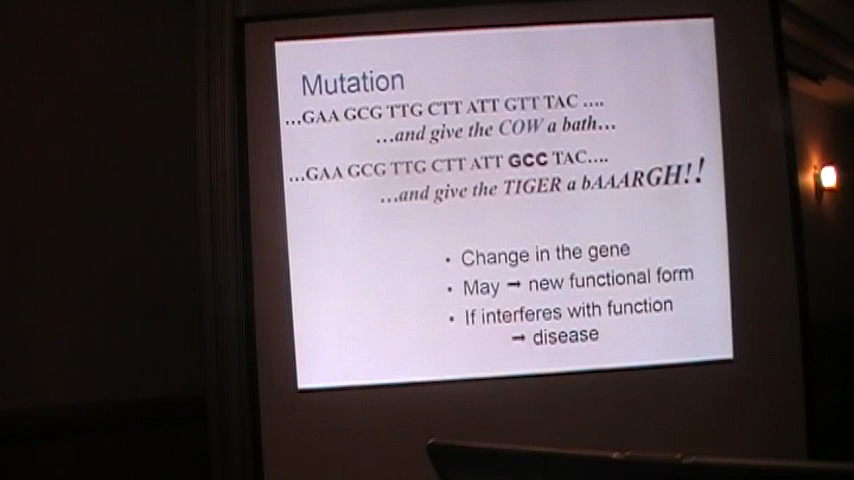 Mutation
...GAA GCG TTG CTT ATT GTT TAC ....
...and give the COW a bath...
...GAA GCG TTG CTT ATT GCC TAC....
...and give the TIGER a bAAARGH!!
• Change in the gene
• May → new functional form
• If interferes with function
→ disease